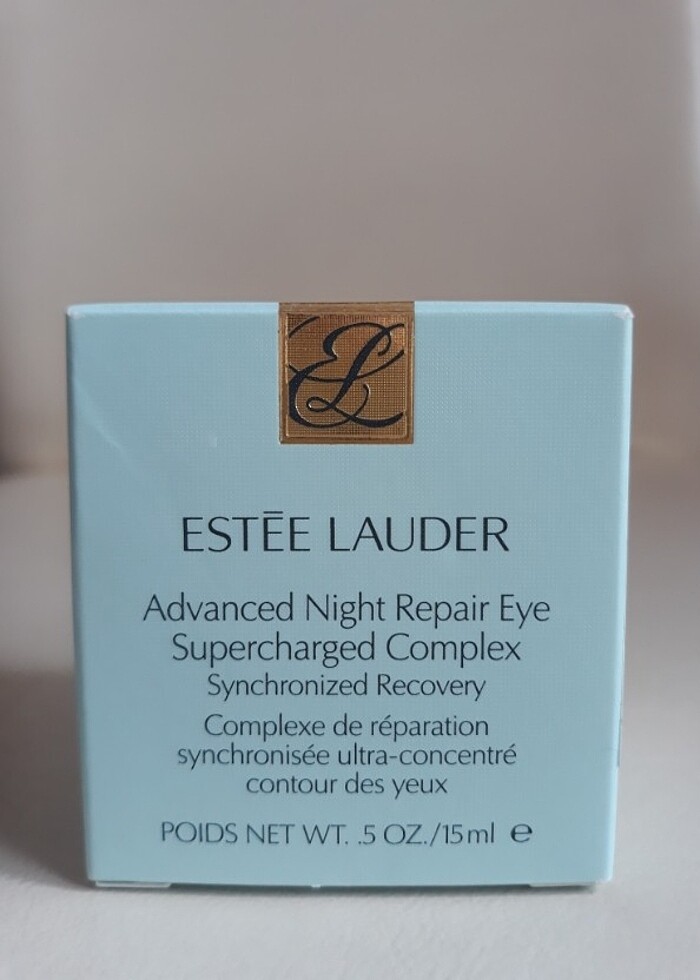 EL
ESTĒE LAUDER
Advanced Night Repair Eye
Supercharged Complex
Synchronized Recovery
Complexe de réparation
synchronisée ultra-concentré
contour des yeux
POIDS NET WT. .5 OZ./15ml ℮